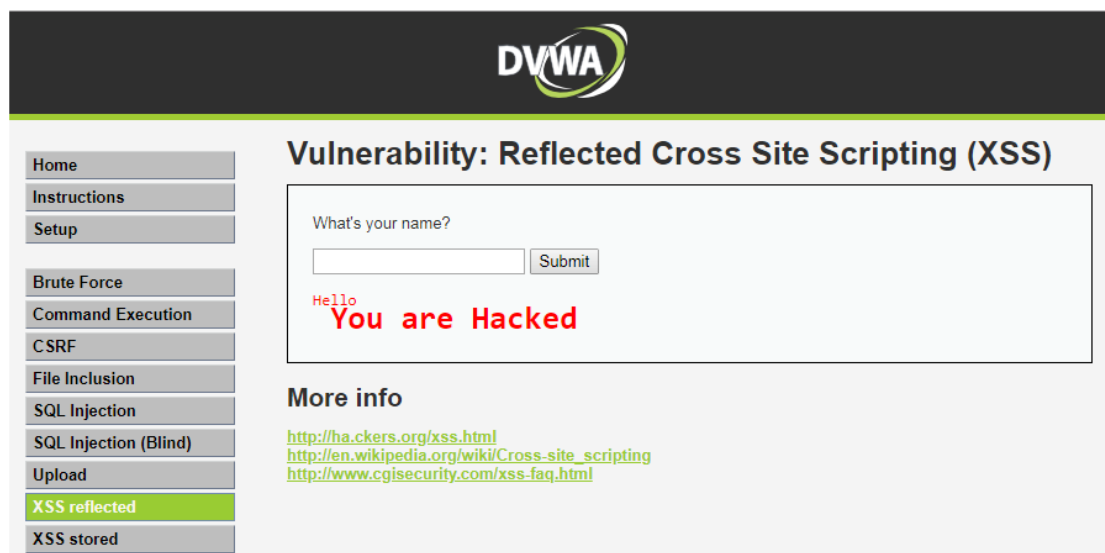 DVWA
Home
Instructions
Setup
Brute Force
Command Execution
CSRF
File Inclusion
SQL Injection
SQL Injection (Blind)
Upload
XSS reflected
XSS stored
Vulnerability: Reflected Cross Site Scripting (XSS)
What's your name?
Submit
Hello
You are Hacked
More info
http://ha.ckers.org/xss.html
http://en.wikipedia.org/wiki/Cross-site_scripting
http://www.cgisecurity.com/xss-faq.html